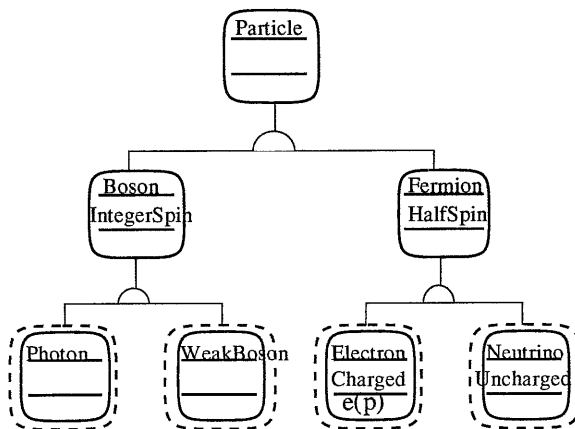 Particle
Boson
IntegerSpin
Fermion
HalfSpin
Photon
WeakBoson
Electron
Charged
e(p)
Neutrino
Uncharged